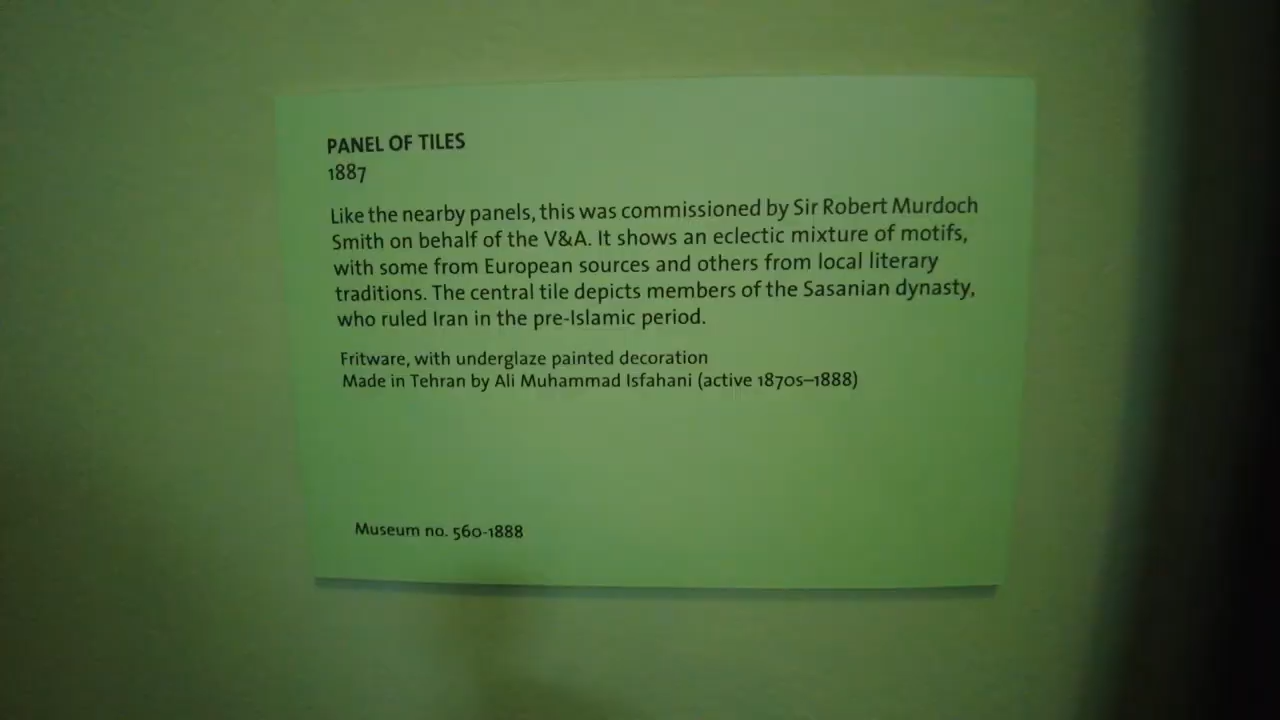 PANEL OF TILES
1887
Like the nearby panels, this was commissioned by Sir Robert Murdoch
Smith on behalf of the V&A. It shows an eclectic mixture of motifs,
with some from European sources and others from local literary
traditions. The central tile depicts members of the Sasanian dynasty,
who ruled Iran in the pre-Islamic period.
Fritware, with underglaze painted decoration
Made in Tehran by Ali Muhammad Isfahani (active 1870s–1888)
Museum no. 560-1888